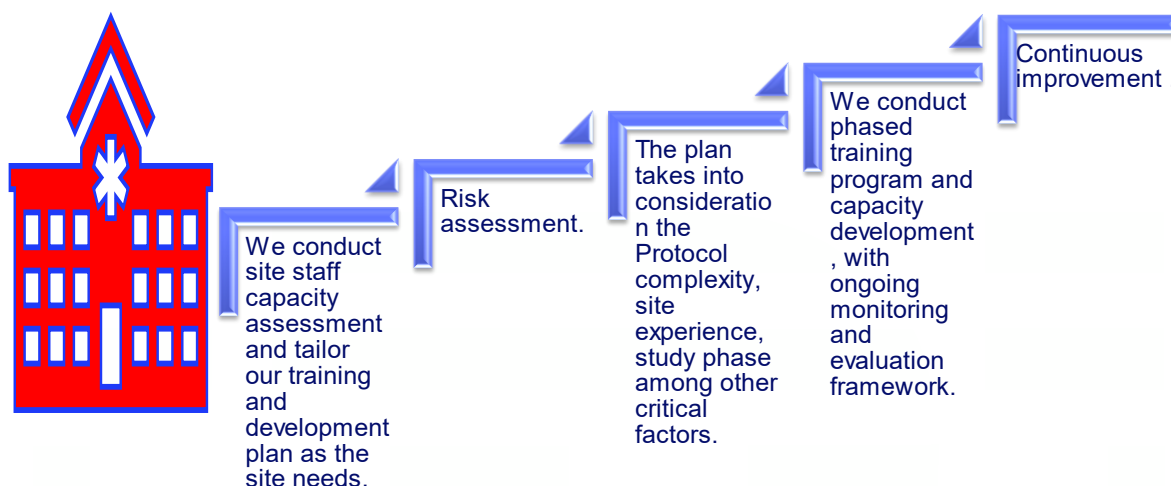 We conduct
site staff
capacity
assessment
and tailor
our training
and
development
plan as the
site needs.
Risk
assessment.
The plan
takes into
consideratio
n the
Protocol
complexity,
site
experience,
study phase
among other
critical
factors.
We conduct
phased
training
program and
capacity
development
, with
ongoing
monitoring
and
evaluation
framework.
Continuous
improvement